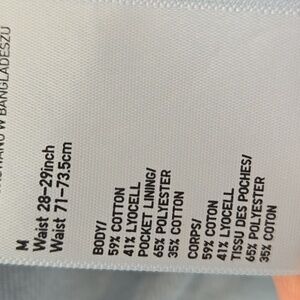 W BANGLADESZU
M
Waist 28-29inch
Waist 71-73.5cm
BODY/
59% COTTON
41% LYOCELL
POCKET LINING/
65% POLYESTER
35% COTTON
CORPS/
59% COTON
41% LYOCELL
TISSU DES POCHES/
65% POLYESTER
35% COTON